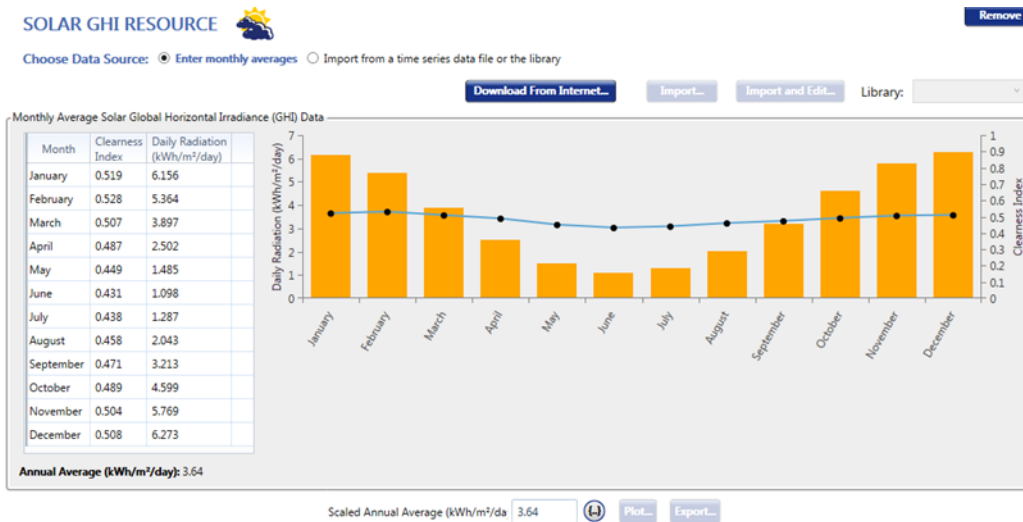 SOLAR GHI RESOURCE
Remove
Choose Data Source: Enter monthly averages Import from a time series data file or the library
Download From Internet... Import... Import and Edit... Library:
Monthly Average Solar Global Horizontal Irradiance (GHI) Data
Month Clearness Index Daily Radiation (kWh/m²/day)
January 0.519 6.156
February 0.528 5.364
March 0.507 3.897
April 0.487 2.502
May 0.449 1.485
June 0.431 1.098
July 0.438 1.287
August 0.458 2.043
September 0.471 3.213
October 0.489 4.599
November 0.504 5.769
December 0.508 6.273
Daily Radiation (kWh/m²/day)
7
6
5
4
3
2
1
0
January February March April May June July August September October November December
1
0.9
0.8
0.7
0.6
0.5
0.4
0.3
0.2
0.1
0
Clearness Index
Annual Average (kWh/m²/day): 3.64
Scaled Annual Average (kWh/m²/da 3.64 {..} Plot... Export...